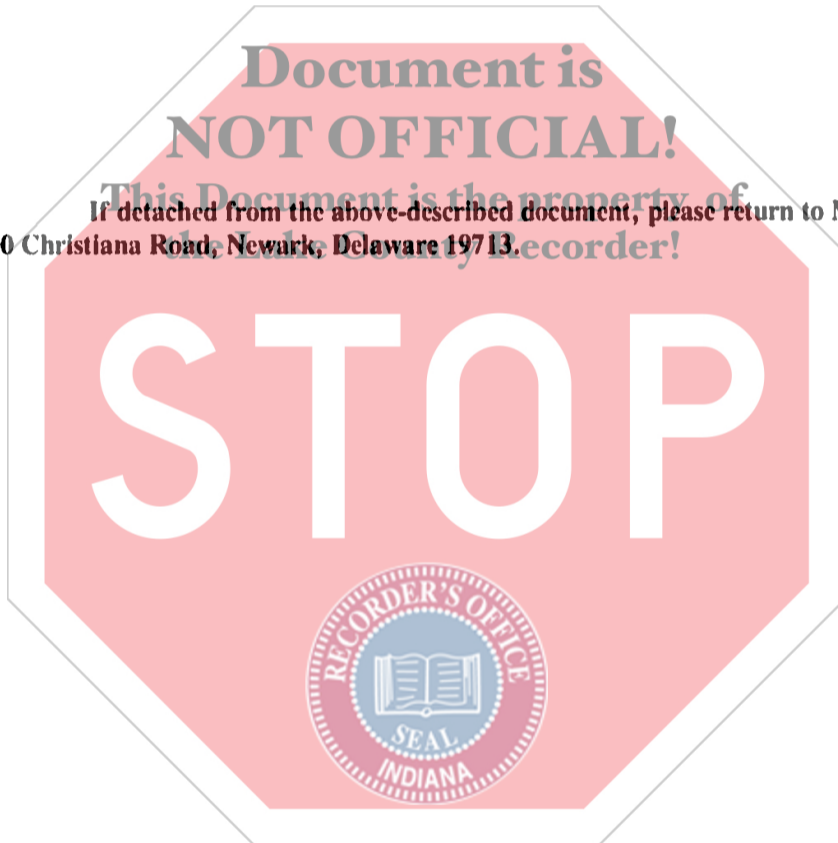 Document is
NOT OFFICIAL!
This Document is the property of
the Lake County Recorder!
If detached from the above-described document, please return to
0 Christiana Road, Newark, Delaware 19713.
STOP
RECORDER'S OFFICE
SEAL
INDIANA